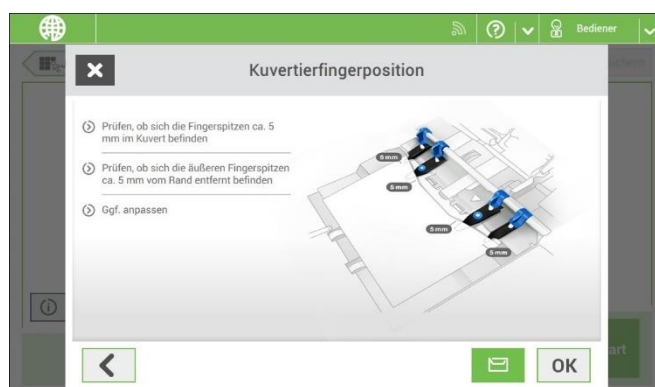 Bediener
Kuvertierfingerposition
Prüfen, ob sich die Fingerspitzen ca. 5
mm im Kuvert befinden
Prüfen, ob sich die äußeren Fingerspitzen
ca. 5 mm vom Rand entfernt befinden
Ggf. anpassen
5 mm
5 mm
5 mm
5 mm
OK